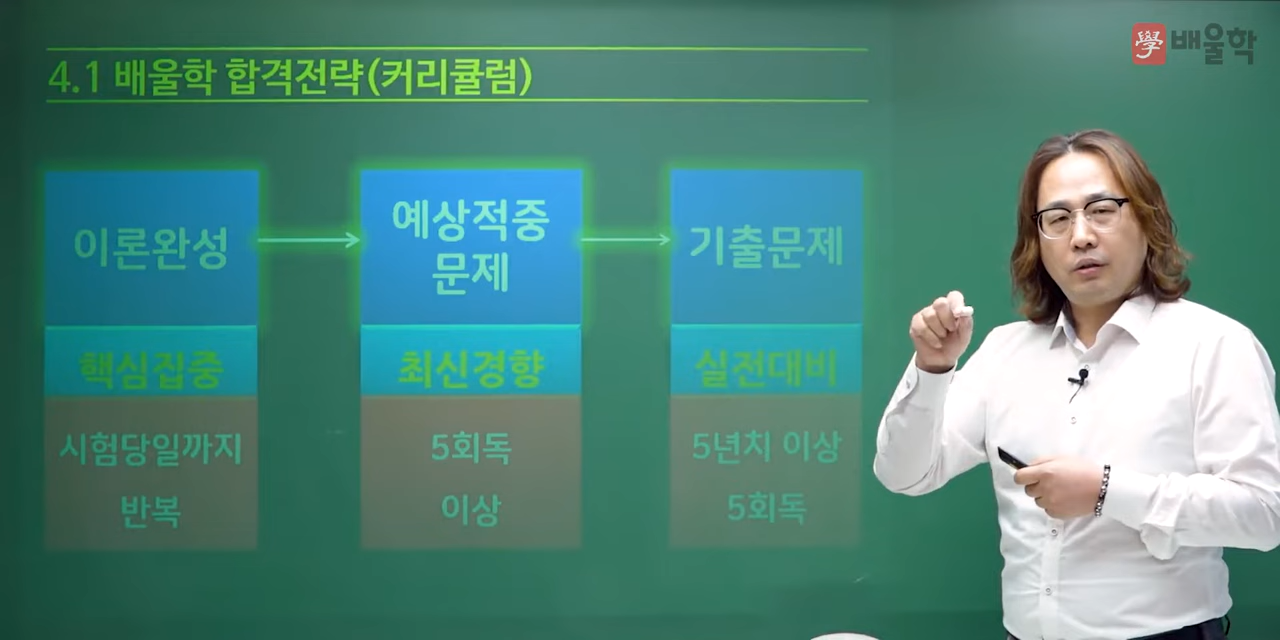 學 배울학
4.1 배울학 합격전략(커리큘럼)
이론완성
예상적중
문제
기출문제
핵심집중
최신경향
실전대비
시험당일까지
반복
5회독
이상
5년치 이상
5회독